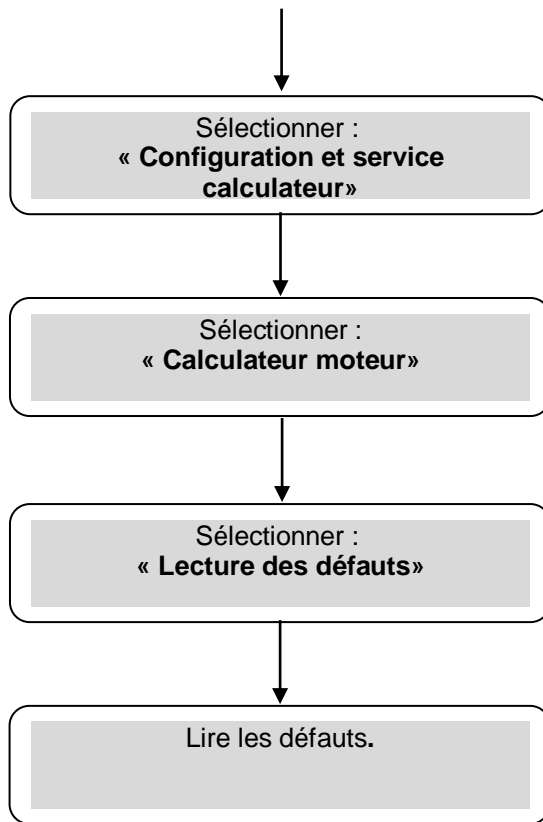 Sélectionner :
« Configuration et service
calculateur»
Sélectionner :
« Calculateur moteur»
Sélectionner :
« Lecture des défauts»
Lire les défauts.